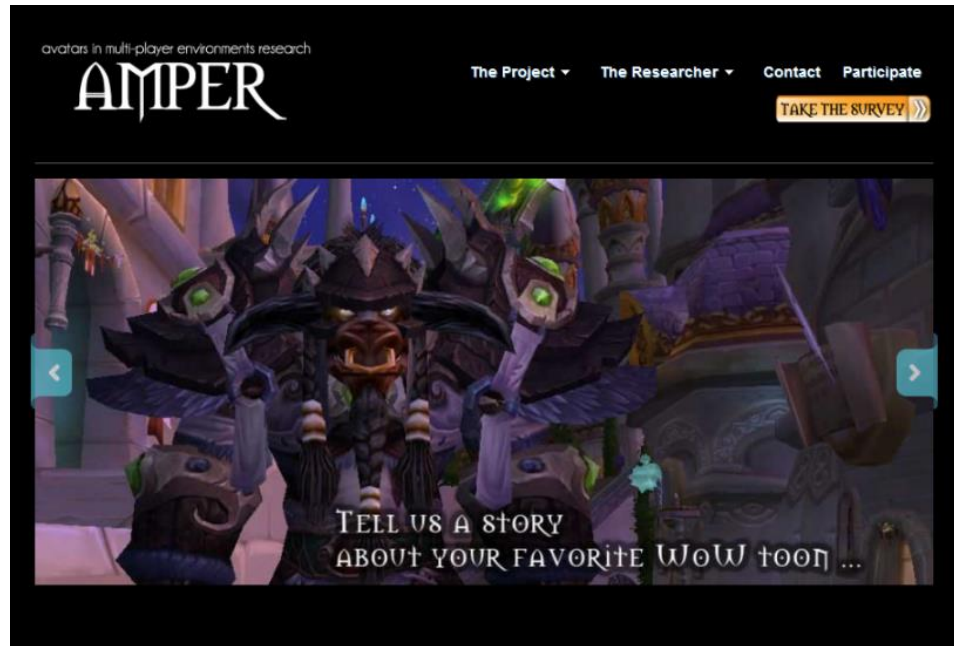 avatars in multi-player environments research
AMPER
The Project
The Researcher
Contact
Participate
TAKE THE SURVEY
TELL US A STORY
ABOUT YOUR FAVORITE WOW TOON ...